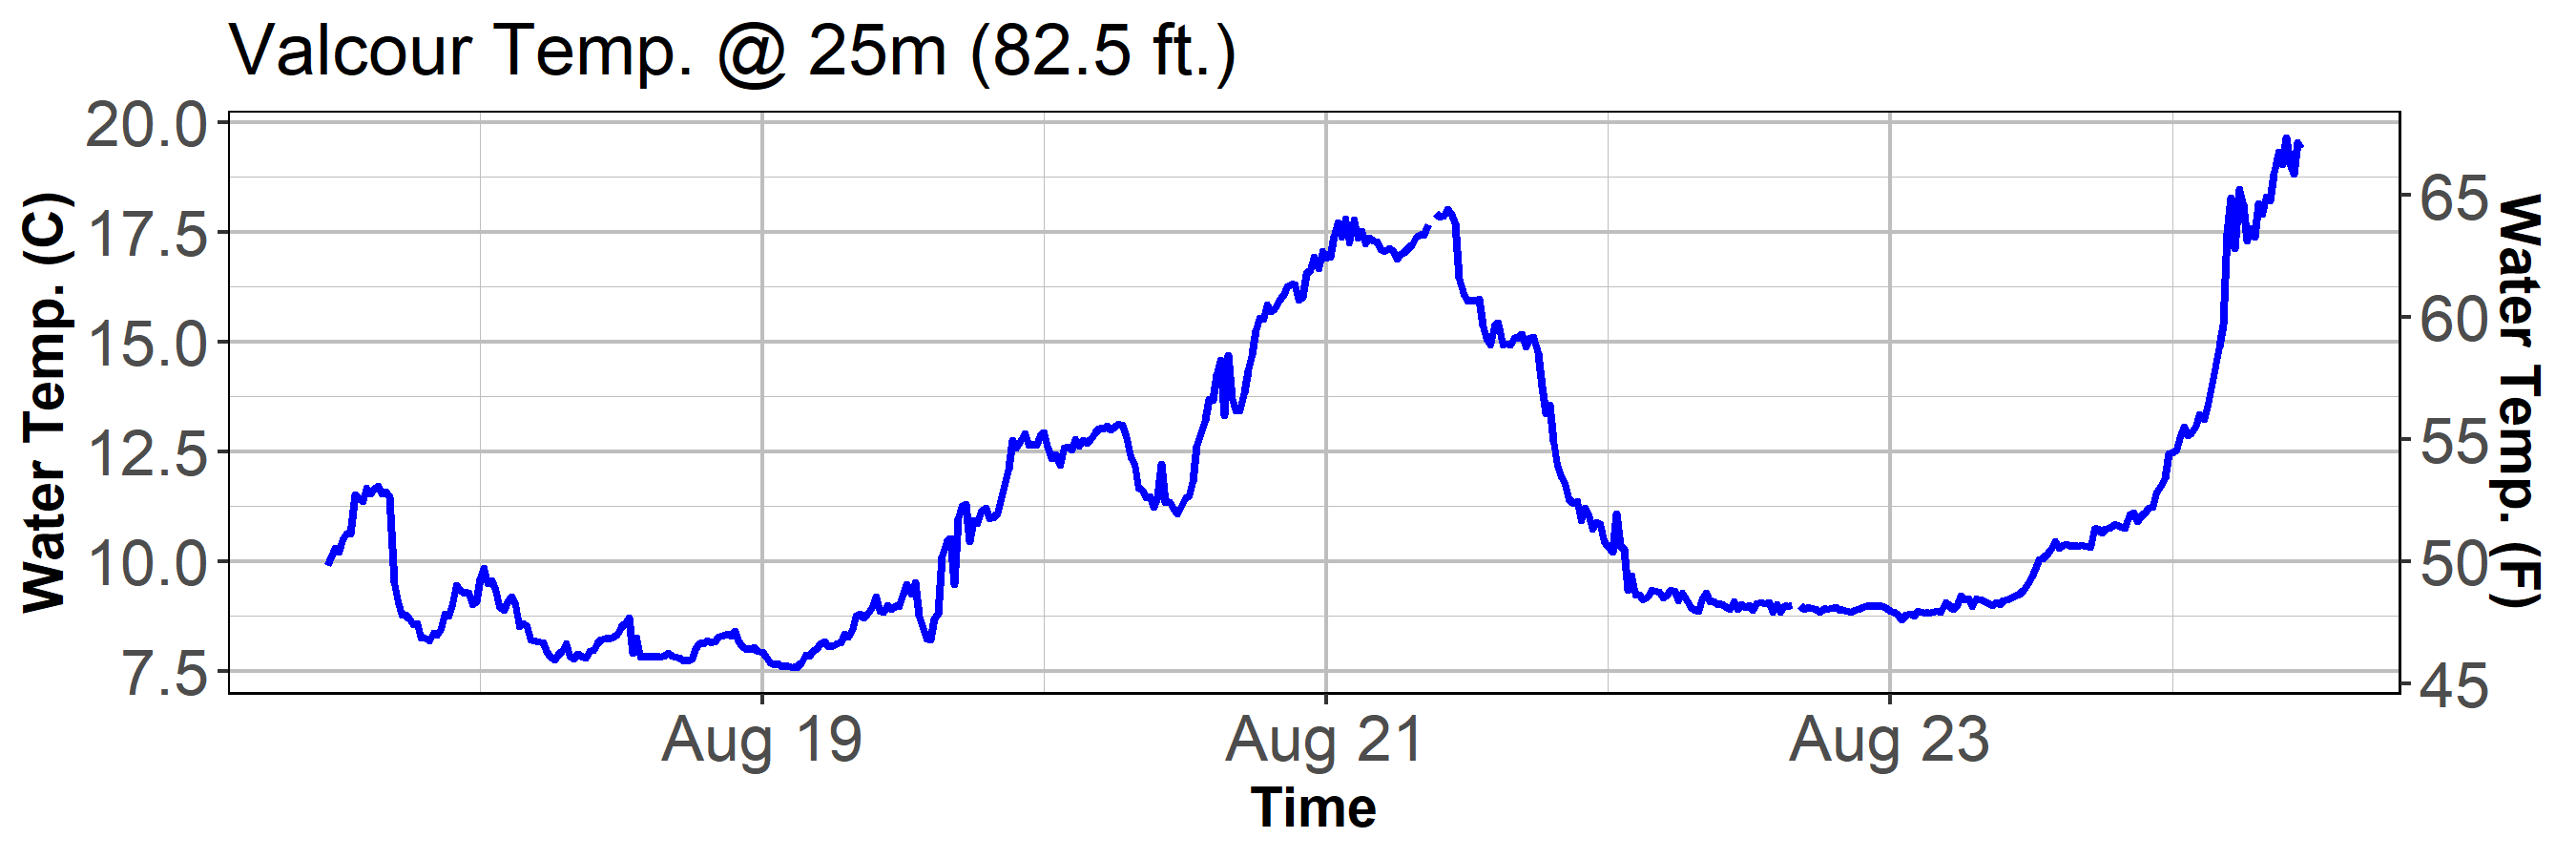 Valcour Temp. @ 25m (82.5 ft.)
Water Temp. (C)
20.0
17.5
15.0
12.5
10.0
7.5
65
60
55
50
45
Water Temp. (F)
Aug 19 Aug 21 Aug 23
Time